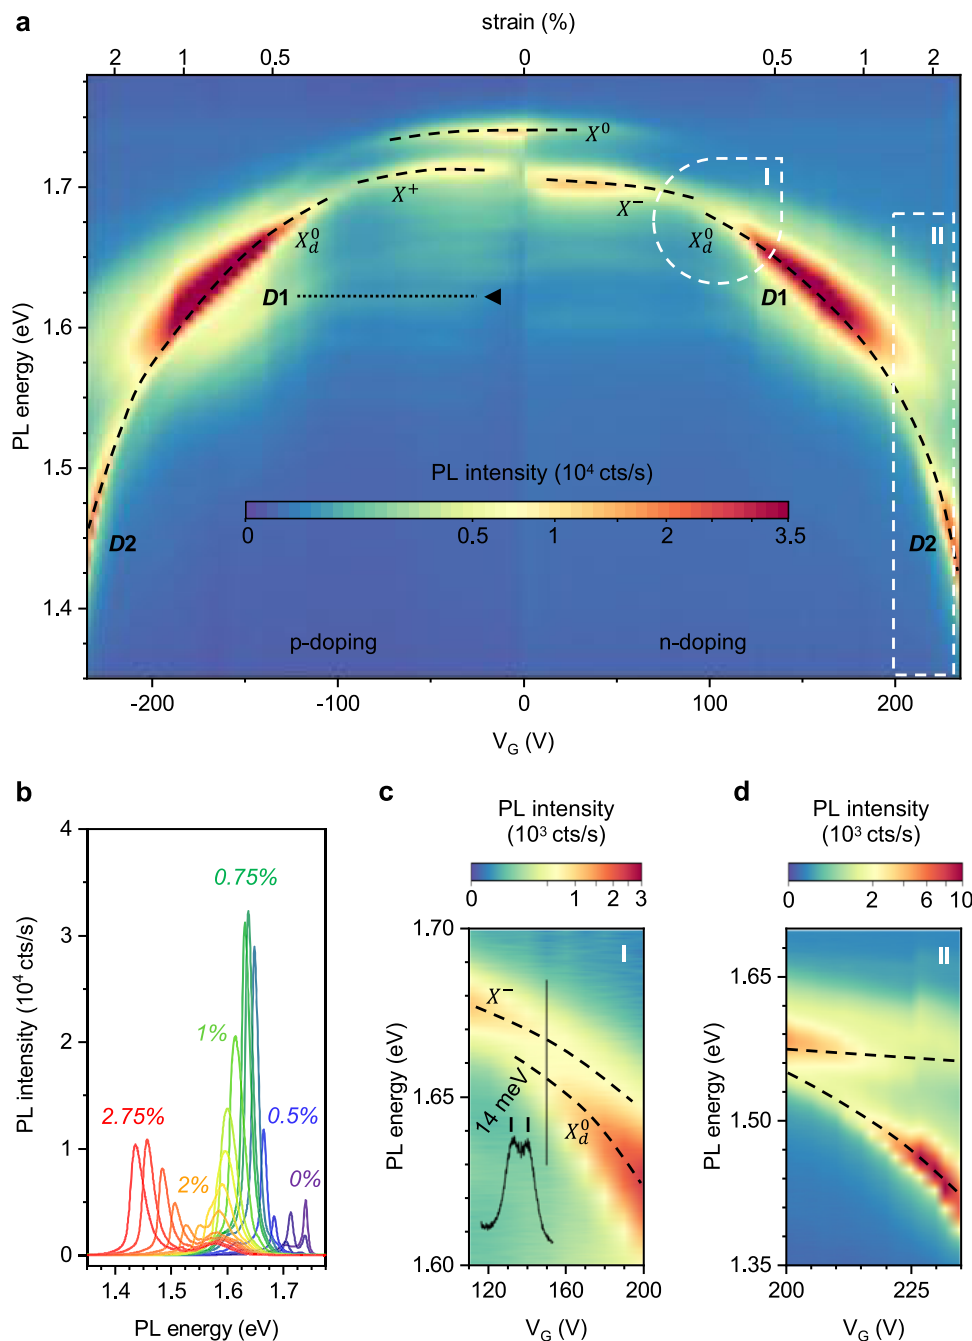 a
strain (%)
2 1 0.5 0 0.5 1 2
1.7
1.6
1.5
1.4
PL energy (eV)
X⁰
X⁺
X⁻
I
II
X_d⁰
X_d⁰
D1
D1
PL intensity (10⁴ cts/s)
0 0.5 1 2 3.5
D2
D2
p-doping
n-doping
-200 -100 0 100 200
V_G (V)
b
4
3
2
1
0
PL intensity (10⁴ cts/s)
0.75%
1%
2.75%
0.5%
2%
0%
1.4 1.5 1.6 1.7
PL energy (eV)
c
PL intensity
(10³ cts/s)
0 1 2 3
1.70
1.65
1.60
PL energy (eV)
I
X⁻
14 meV
X_d⁰
120 160 200
V_G (V)
d
PL intensity
(10³ cts/s)
0 2 6 10
1.65
1.50
1.35
PL energy (eV)
II
200 225
V_G (V)